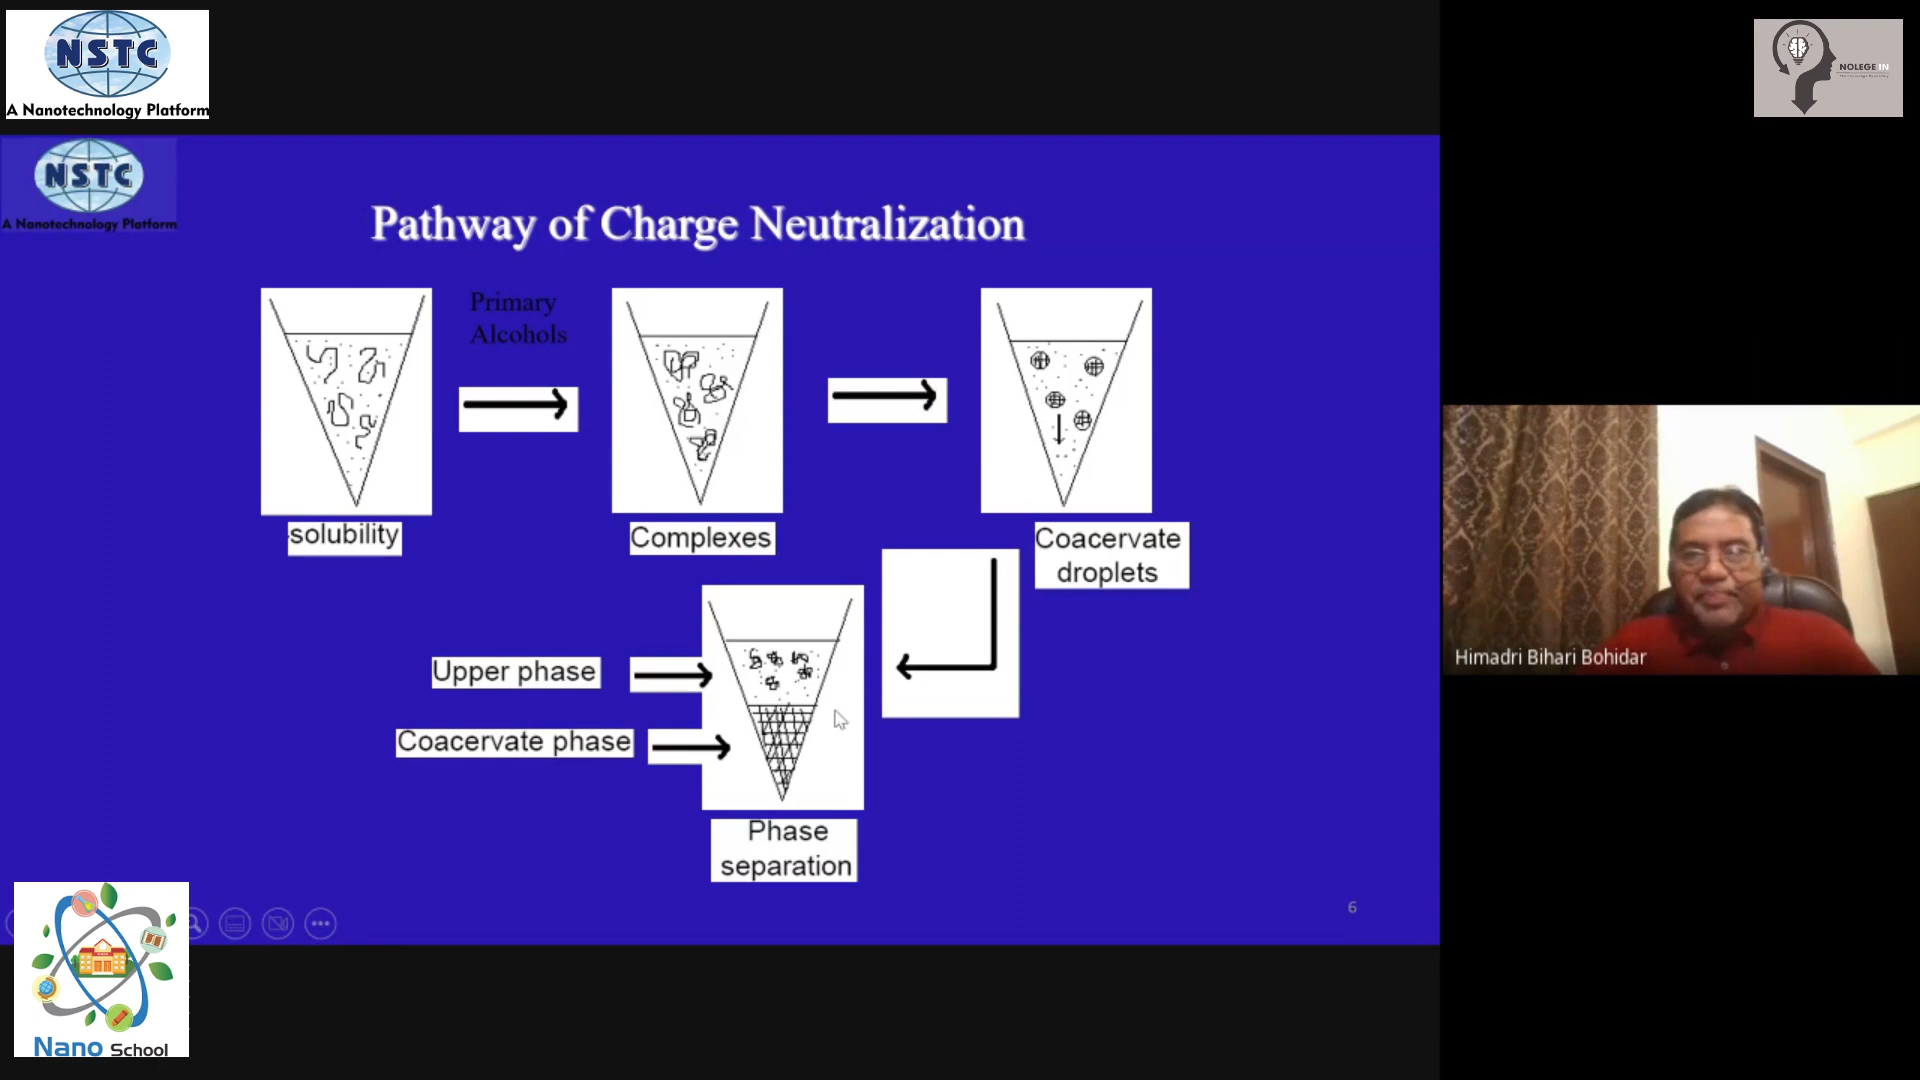 NSTC
A Nanotechnology Platform
NOLEGE IN
NSTC
A Nanotechnology Platform
Pathway of Charge Neutralization
Primary
Alcohols
solubility
Complexes
Coacervate
droplets
Upper phase
Coacervate phase
Phase
separation
Himadri Bihari Bohidar
6
Nano School